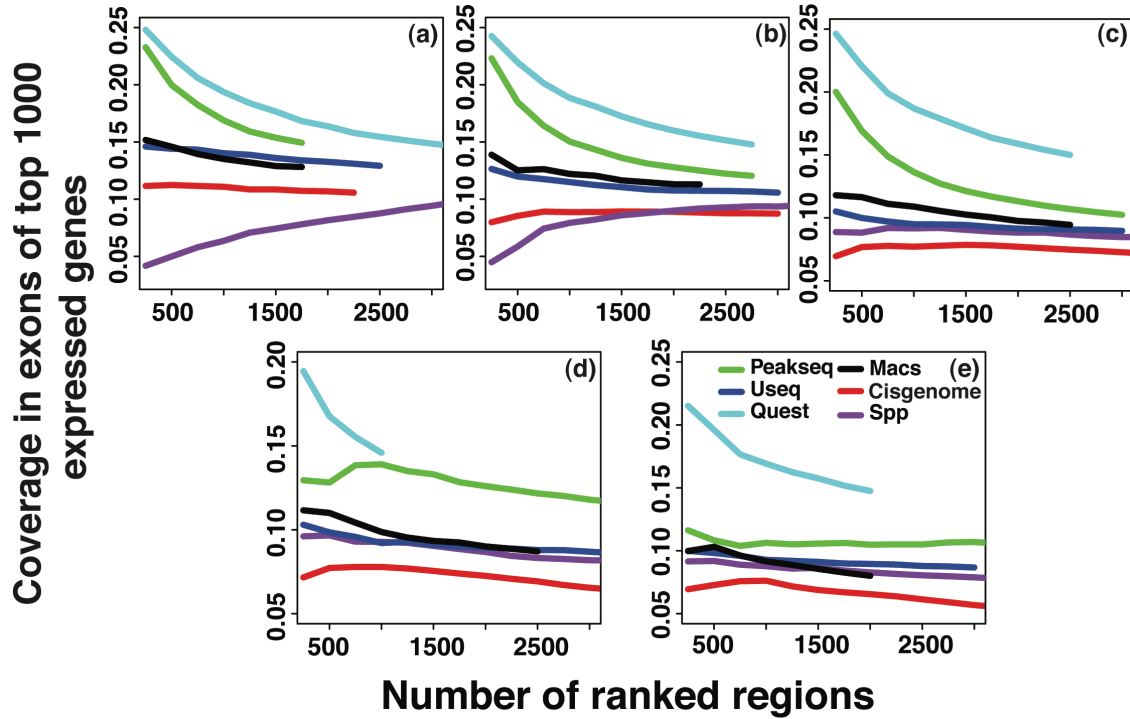 Coverage in exons of top 1000
expressed genes
0.25
0.20
0.15
0.10
0.05
(a)
500 1500 2500
0.25
0.20
0.15
0.10
0.05
(b)
500 1500 2500
0.25
0.20
0.15
0.10
0.05
(c)
500 1500 2500
0.20
0.15
0.10
0.05
(d)
500 1500 2500
0.25
0.20
0.15
0.10
0.05
(e)
Peakseq Macs
Useq Cisgenome
Quest Spp
500 1500 2500
Number of ranked regions